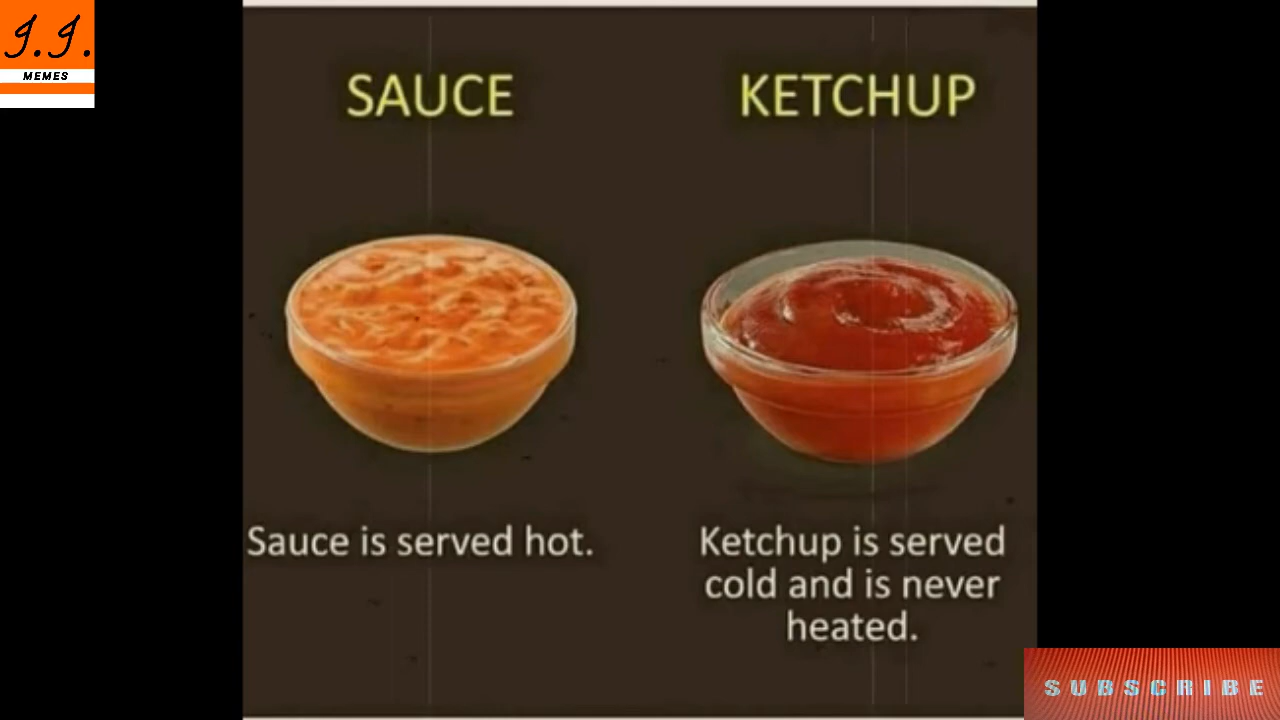 J.J.
MEMES
SAUCE
KETCHUP
Sauce is served hot.
Ketchup is served
cold and is never
heated.
SUBSCRIBE